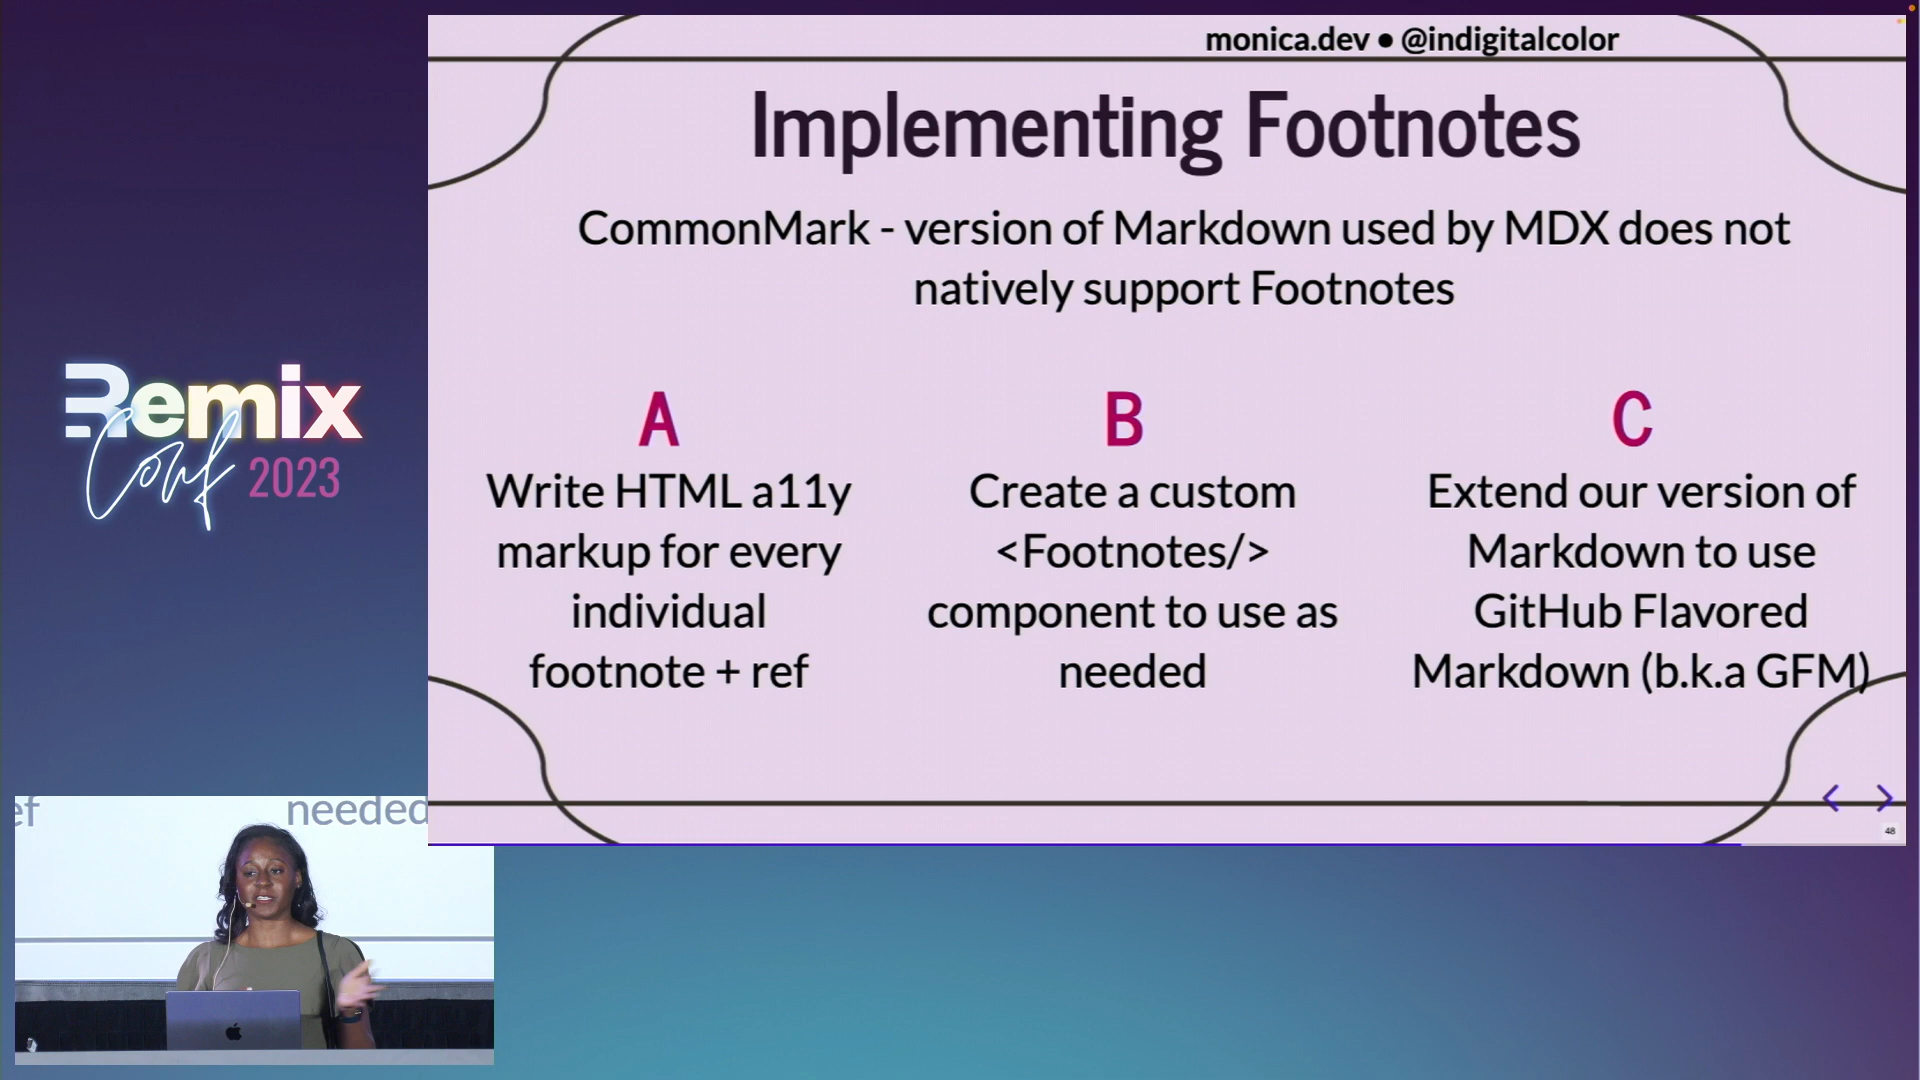 monica.dev ● @indigitalcolor
Implementing Footnotes
CommonMark - version of Markdown used by MDX does not
natively support Footnotes
A
Write HTML a11y
markup for every
individual
footnote + ref
B
Create a custom
<Footnotes/>
component to use as
needed
C
Extend our version of
Markdown to use
GitHub Flavored
Markdown (b.k.a GFM)
48
Remix
Conf 2023
ef needed